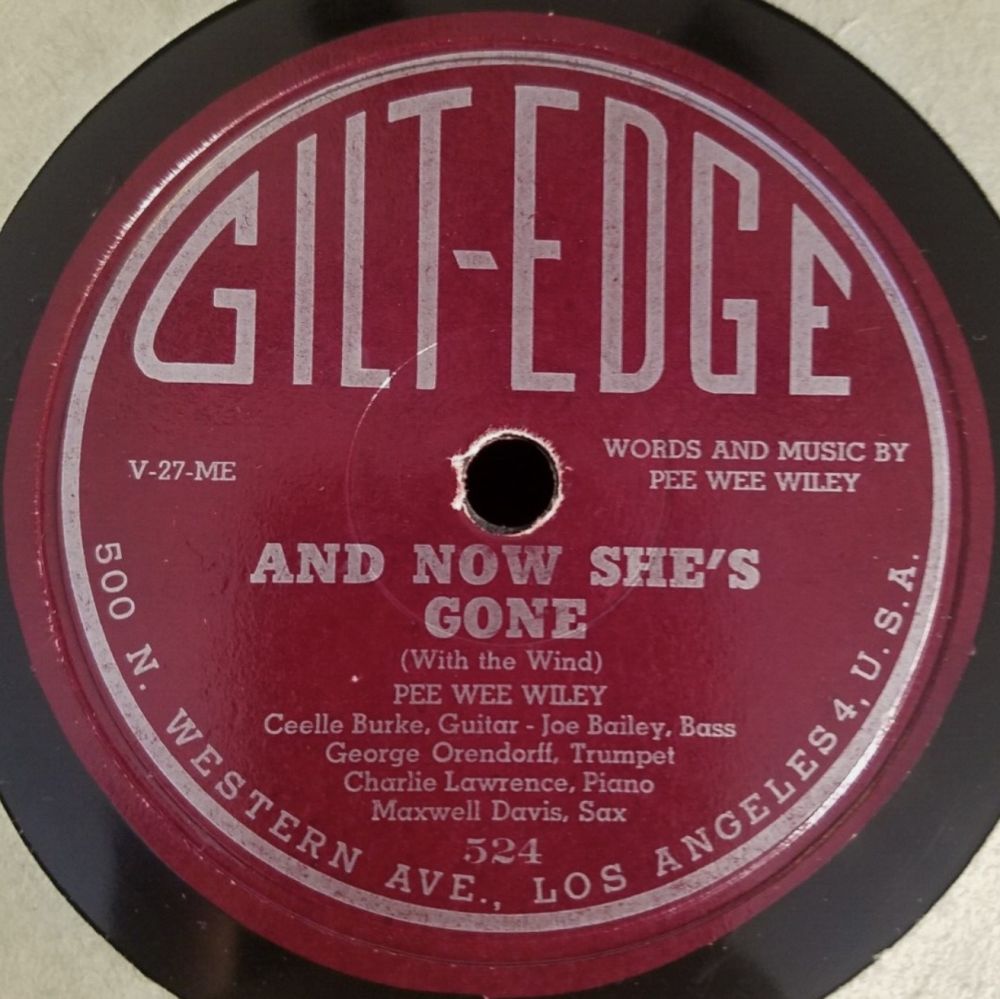 GILT-EDGE
V-27-ME
WORDS AND MUSIC BY
PEE WEE WILEY
AND NOW SHE'S
GONE
(With the Wind)
PEE WEE WILEY
Ceelle Burke, Guitar - Joe Bailey, Bass
George Orendorff, Trumpet
Charlie Lawrence, Piano
Maxwell Davis, Sax
524
500 N. WESTERN AVE., LOS ANGELES 4, U.S.A.